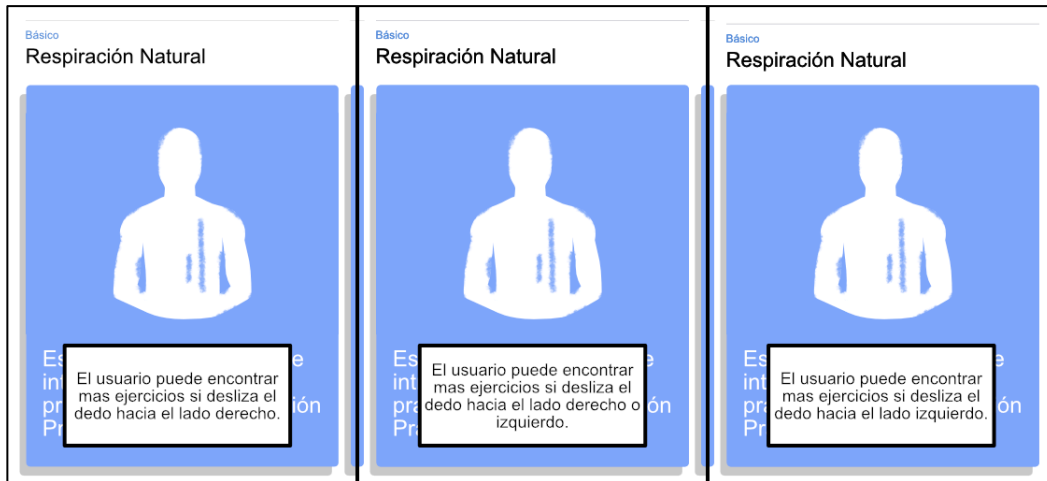 Básico
Respiración Natural
El usuario puede encontrar
mas ejercicios si desliza el
dedo hacia el lado derecho.
Básico
Respiración Natural
El usuario puede encontrar
mas ejercicios si desliza el
dedo hacia el lado derecho o
izquierdo.
Básico
Respiración Natural
El usuario puede encontrar
mas ejercicios si desliza el
dedo hacia el lado izquierdo.